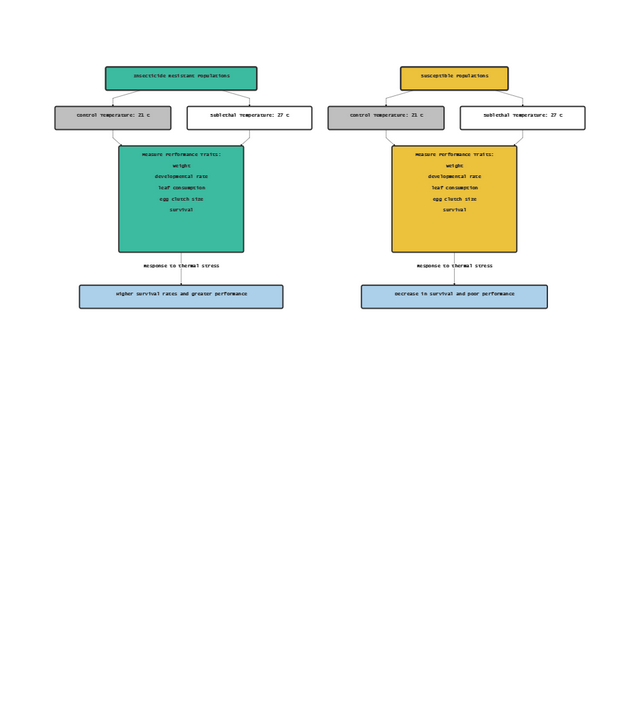 Insecticide Resistant Populations
Susceptible Populations
Control Temperature: 21 C
Sublethal Temperature: 27 C
Control Temperature: 21 C
Sublethal Temperature: 27 C
Measure Performance Traits:
weight
developmental rate
leaf consumption
egg clutch size
survival
Measure Performance Traits:
weight
developmental rate
leaf consumption
egg clutch size
survival
Response to thermal stress
Response to thermal stress
Higher survival rates and greater performance
Decrease in survival and poor performance